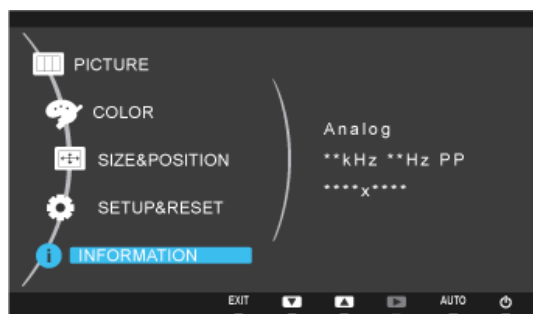 PICTURE
COLOR
SIZE&POSITION
SETUP&RESET
INFORMATION
Analog
**kHz **Hz PP
****x****
EXIT
AUTO